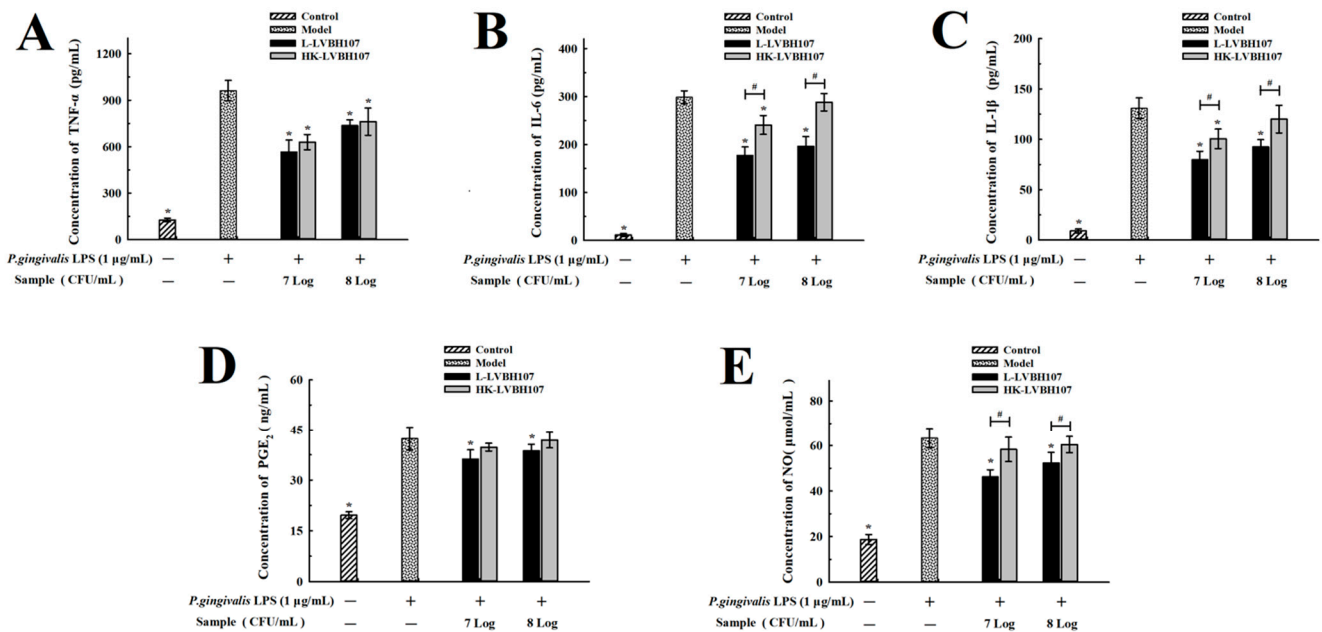 A
Control
Model
L-LVBH107
HK-LVBH107
Concentration of TNF-α (pg/mL)
1200
900
600
300
0
*
*
*
*
*
P.gingivalis LPS (1 µg/mL) — + + +
Sample ( CFU/mL ) — — 7 Log 8 Log
B
Control
Model
L-LVBH107
HK-LVBH107
Concentration of IL-6 (pg/mL)
400
300
200
100
0
#
#
*
*
*
*
P.gingivalis LPS (1 µg/mL) — + + +
Sample ( CFU/mL ) — — 7 Log 8 Log
C
Control
Model
L-LVBH107
HK-LVBH107
Concentration of IL-1β (pg/mL)
150
100
50
0
#
#
*
*
*
*
P.gingivalis LPS (1 µg/mL) — + + +
Sample ( CFU/mL ) — — 7 Log 8 Log
D
Control
Model
L-LVBH107
HK-LVBH107
Concentration of PGE2 ( ng/mL )
60
45
30
15
0
*
*
*
P.gingivalis LPS (1 µg/mL) — + + +
Sample ( CFU/mL ) — — 7 Log 8 Log
E
Control
Model
L-LVBH107
HK-LVBH107
Concentration of NO( µmol/mL )
80
60
40
20
0
#
#
*
*
*
P.gingivalis LPS (1 µg/mL) — + + +
Sample ( CFU/mL ) — — 7 Log 8 Log